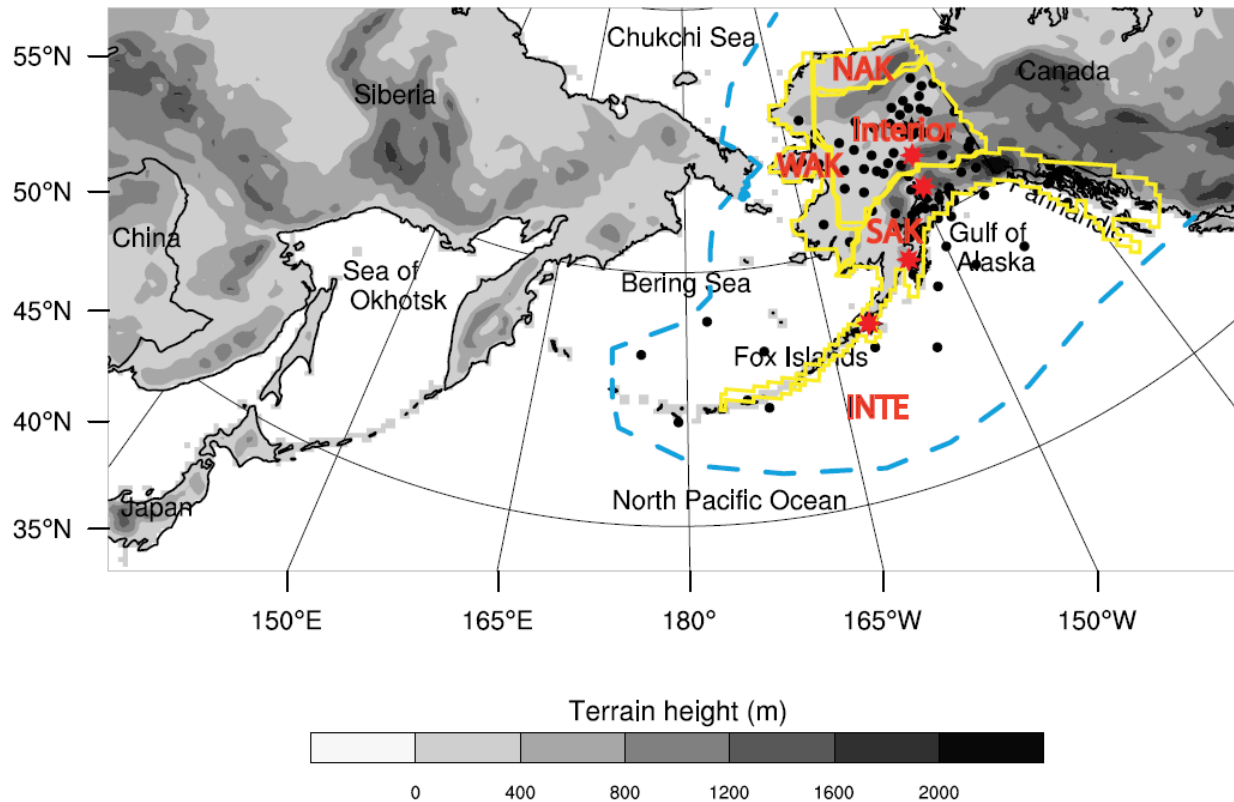 55°N
50°N
45°N
40°N
35°N
Chukchi Sea
NAK
Canada
Siberia
Interior
WAK
China
SAK
Gulf of
Alaska
Sea of
Okhotsk
Bering Sea
Fox Islands
INTE
North Pacific Ocean
Japan
150°E
165°E
180°
165°W
150°W
Terrain height (m)
0
400
800
1200
1600
2000